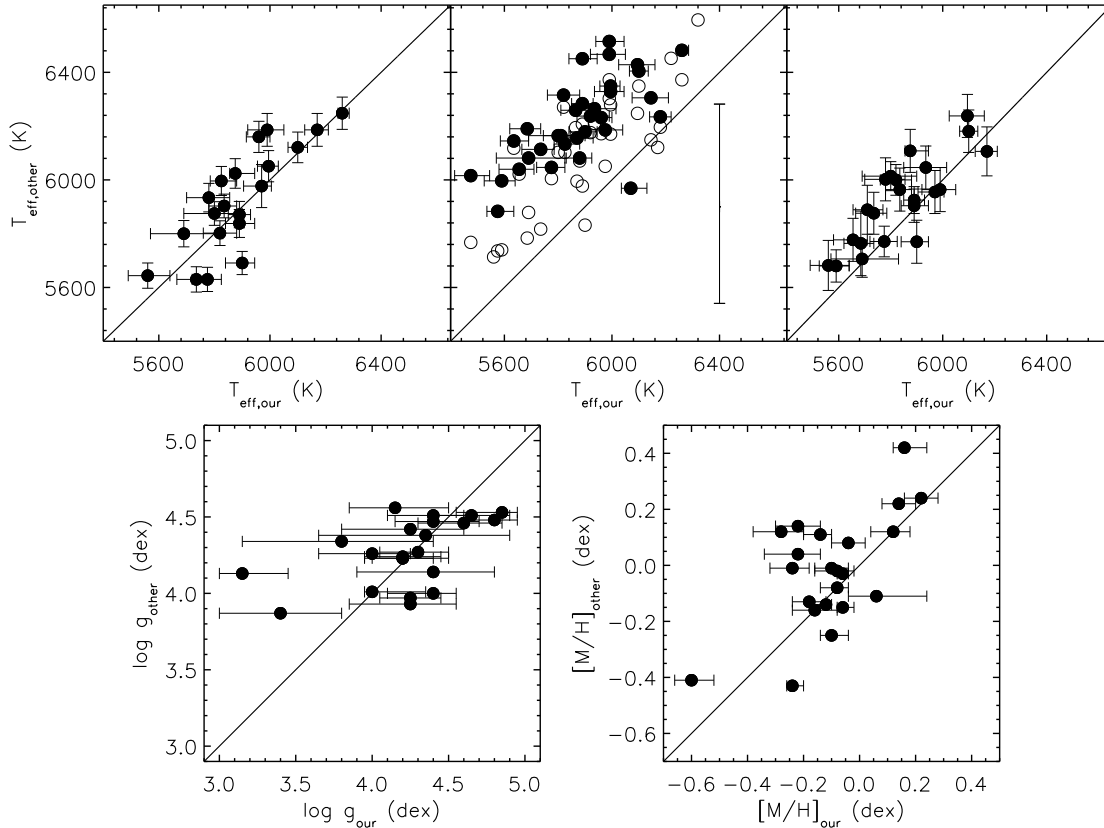 6400
6000
5600
T_eff,other (K)
5600 6000 6400
T_eff,our (K)
5600 6000 6400
T_eff,our (K)
5600 6000 6400
T_eff,our (K)
5.0
4.5
4.0
3.5
3.0
log g_other (dex)
3.0 3.5 4.0 4.5 5.0
log g_our (dex)
0.4
0.2
0.0
−0.2
−0.4
−0.6
[M/H]_other (dex)
−0.6 −0.4 −0.2 0.0 0.2 0.4
[M/H]_our (dex)